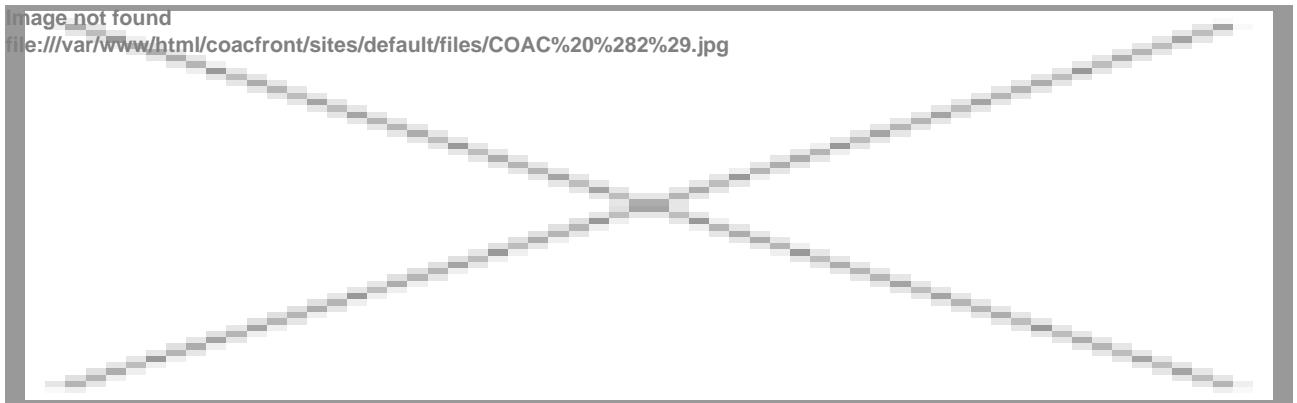 Image not found
file:///var/www/html/coacfront/sites/default/files/COAC%20%282%29.jpg